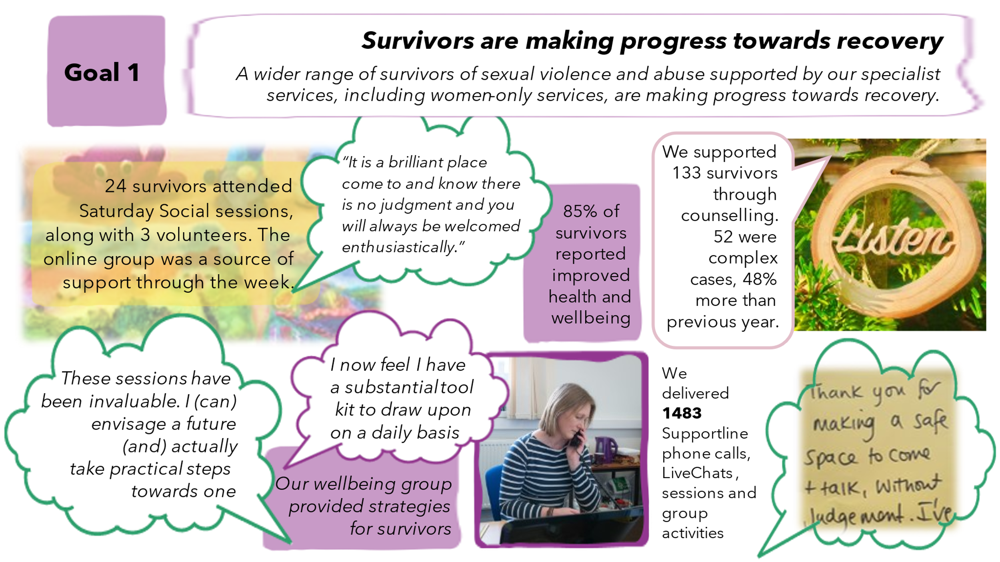 Goal 1
Survivors are making progress towards recovery
A wider range of survivors of sexual violence and abuse supported by our specialist
services, including women-only services, are making progress towards recovery.
24 survivors attended
Saturday Social sessions,
along with 3 volunteers. The
online group was a source of
support through the week.
“It is a brilliant place
come to and know there
is no judgment and you
will always be welcomed
enthusiastically.”
85% of
survivors
reported
improved
health and
wellbeing
We supported
133 survivors
through
counselling.
52 were
complex
cases, 48%
more than
previous year.
Listen
These sessions have
been invaluable. I (can)
envisage a future
(and) actually
take practical steps
towards one
I now feel I have
a substantial tool
kit to draw upon
on a daily basis
Our wellbeing group
provided strategies
for survivors
We
delivered
1483
Supportline
phone calls,
LiveChats,
sessions and
group
activities
Thank you for
making a safe
space to come
+ talk, without
Judgement. I've